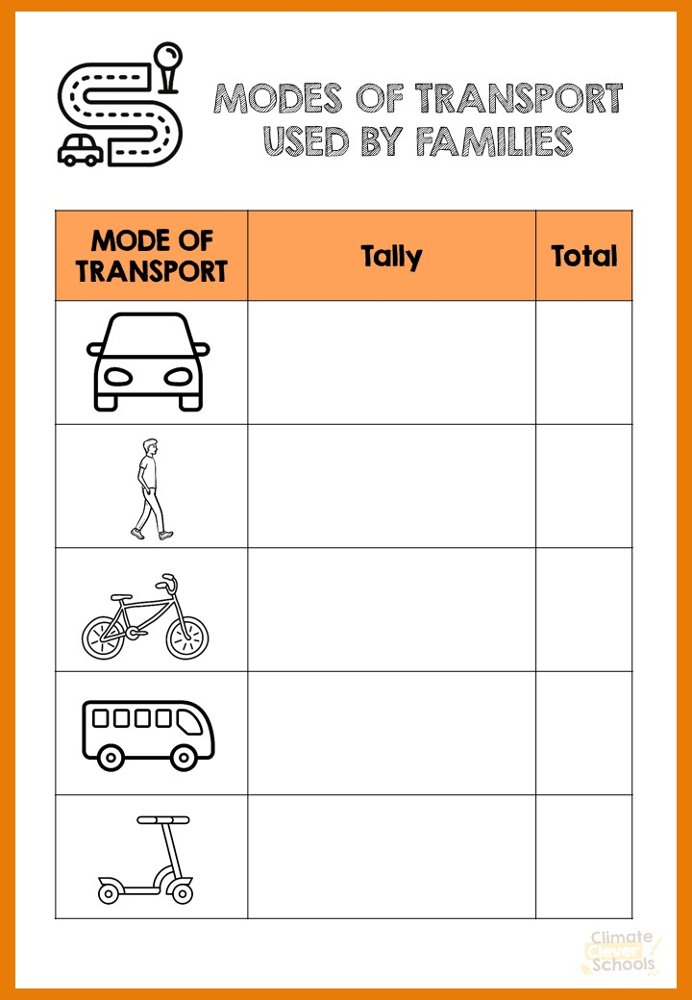 MODES OF TRANSPORT
USED BY FAMILIES
MODE OF
TRANSPORT
Tally
Total
Climate
Clever
Schools